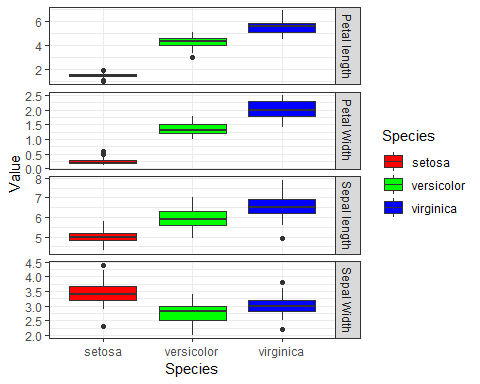 Value
6
4
2
Petal length
2.5
2.0
1.5
1.0
0.5
0.0
Petal Width
8
7
6
5
Sepal length
4.5
4.0
3.5
3.0
2.5
2.0
Sepal Width
setosa versicolor virginica
Species
Species
setosa
versicolor
virginica